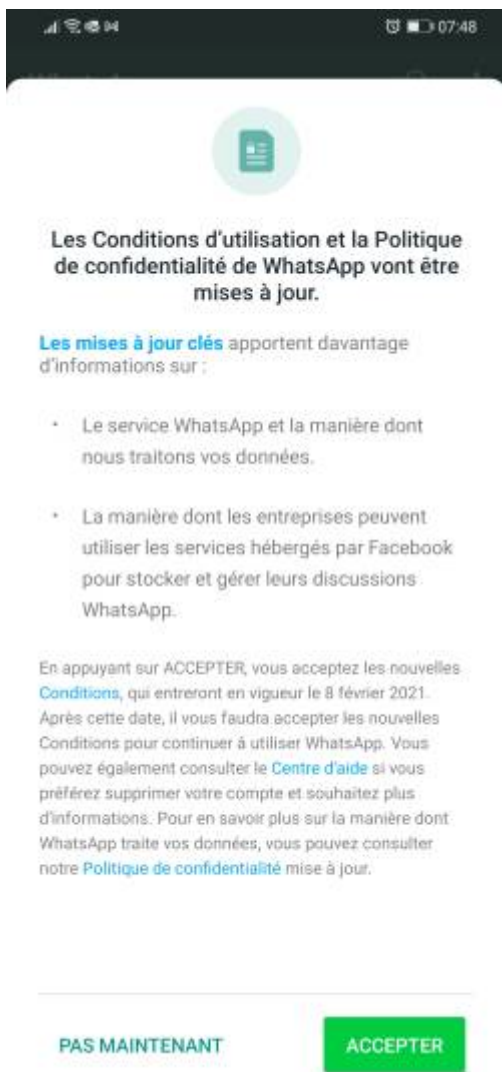 07:48
Les Conditions d'utilisation et la Politique
de confidentialité de WhatsApp vont être
mises à jour.
Les mises à jour clés apportent davantage
d'informations sur :
· Le service WhatsApp et la manière dont
nous traitons vos données.
· La manière dont les entreprises peuvent
utiliser les services hébergés par Facebook
pour stocker et gérer leurs discussions
WhatsApp.
En appuyant sur ACCEPTER, vous acceptez les nouvelles
Conditions, qui entreront en vigueur le 8 février 2021.
Après cette date, il vous faudra accepter les nouvelles
Conditions pour continuer à utiliser WhatsApp. Vous
pouvez également consulter le Centre d'aide si vous
préférez supprimer votre compte et souhaitez plus
d'informations. Pour en savoir plus sur la manière dont
WhatsApp traite vos données, vous pouvez consulter
notre Politique de confidentialité mise à jour.
PAS MAINTENANT
ACCEPTER